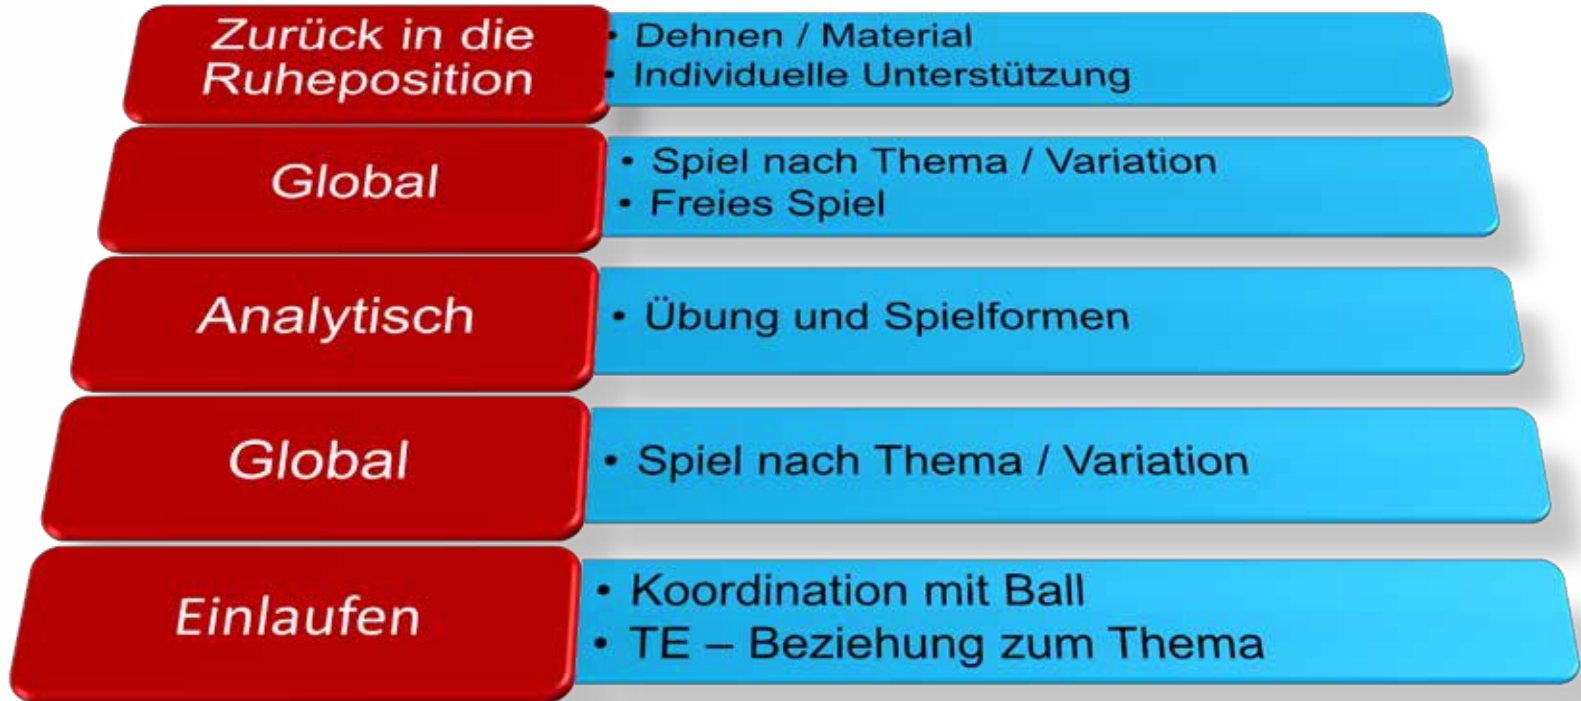 Zurück in die
Ruheposition
• Dehnen / Material
• Individuelle Unterstützung
Global
• Spiel nach Thema / Variation
• Freies Spiel
Analytisch
• Übung und Spielformen
Global
• Spiel nach Thema / Variation
Einlaufen
• Koordination mit Ball
• TE – Beziehung zum Thema